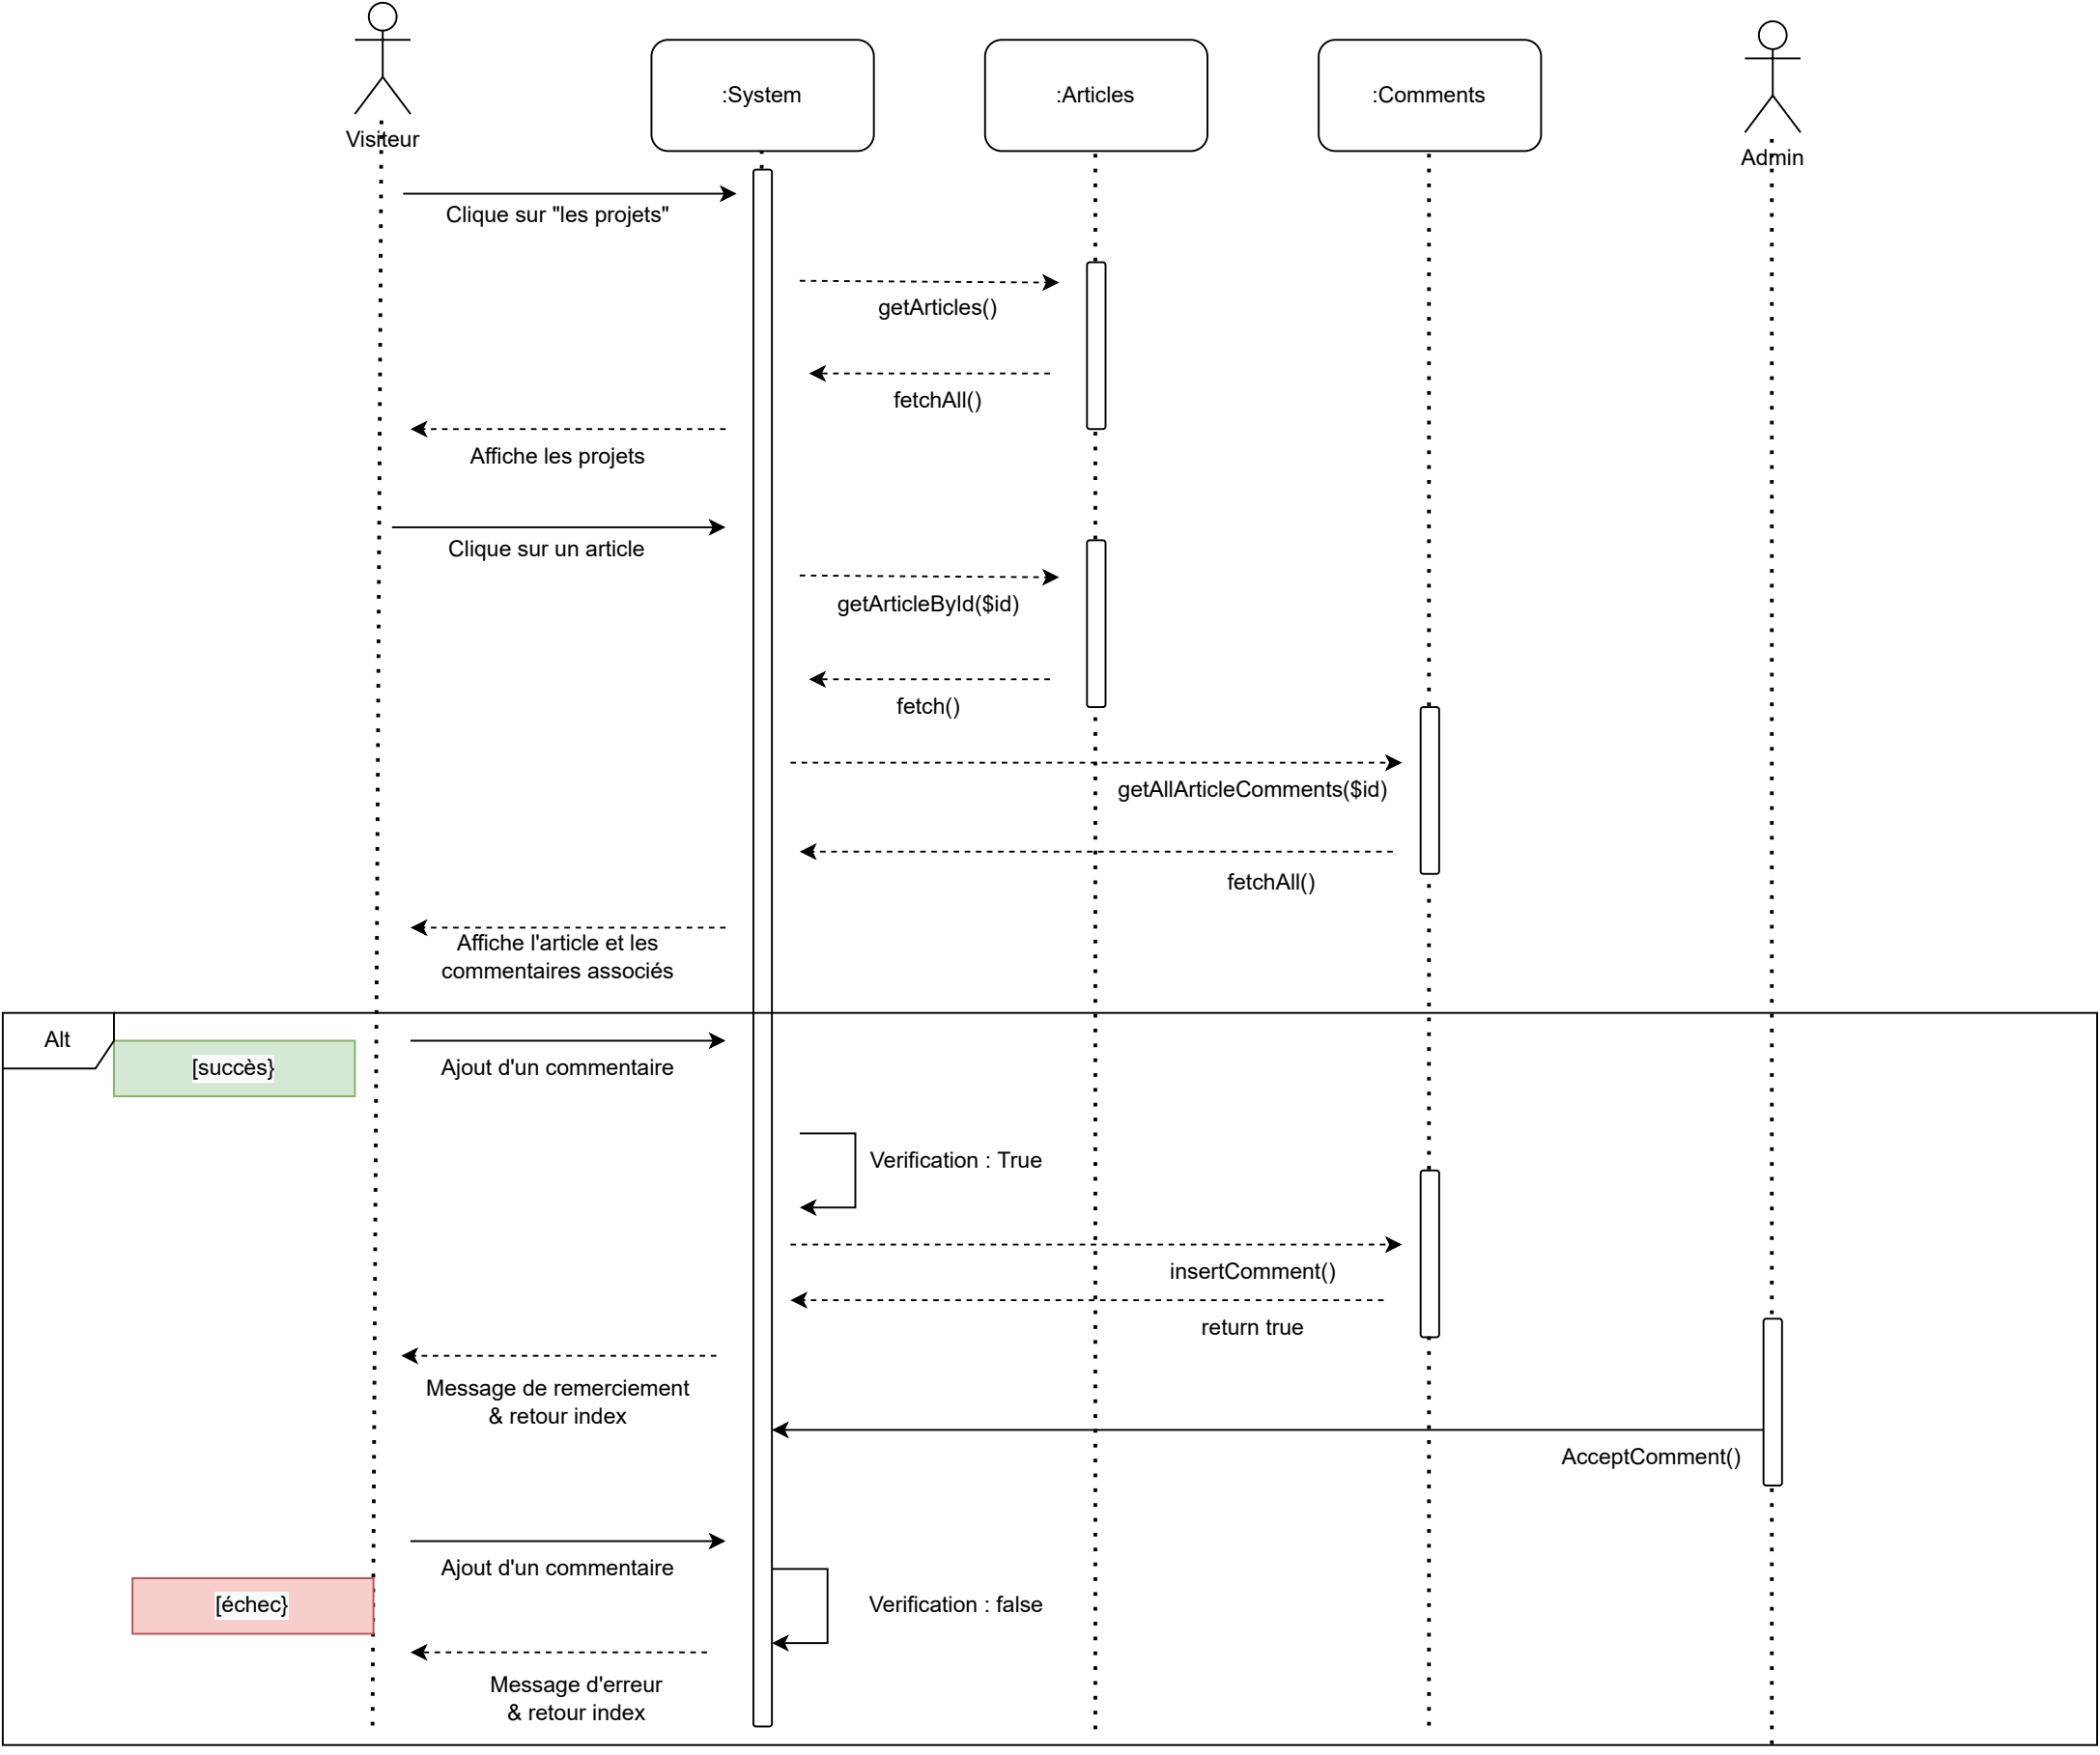 Visiteur
:System
:Articles
:Comments
Admin
Clique sur "les projets"
getArticles()
fetchAll()
Affiche les projets
Clique sur un article
getArticleById($id)
fetch()
getAllArticleComments($id)
fetchAll()
Affiche l'article et les
commentaires associés
Alt
[succès}
Ajout d'un commentaire
Verification : True
insertComment()
return true
Message de remerciement
& retour index
AcceptComment()
Ajout d'un commentaire
[échec}
Verification : false
Message d'erreur
& retour index